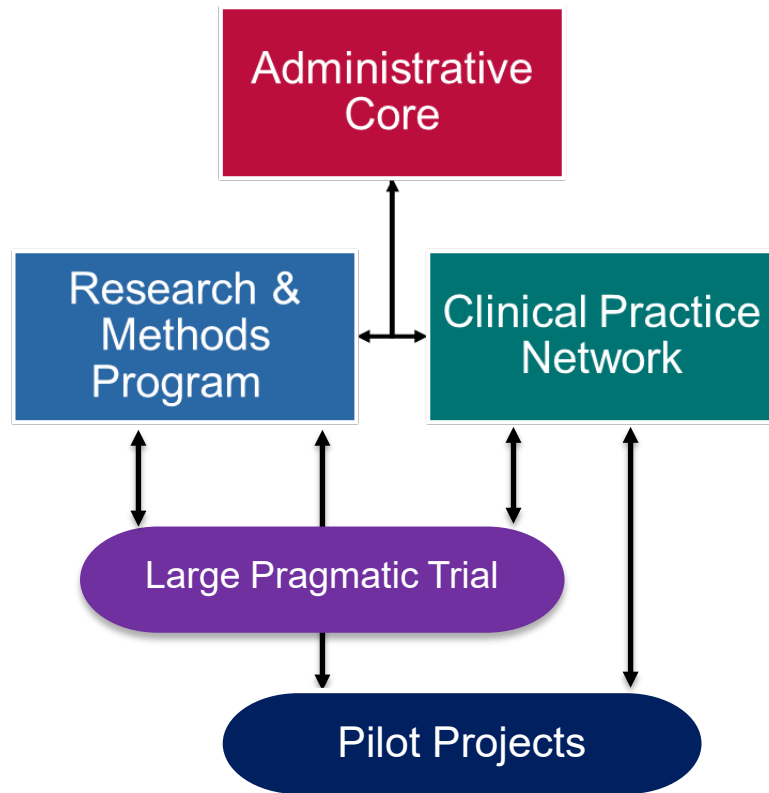 Administrative
Core
Research &
Methods
Program
Clinical Practice
Network
Large Pragmatic Trial
Pilot Projects